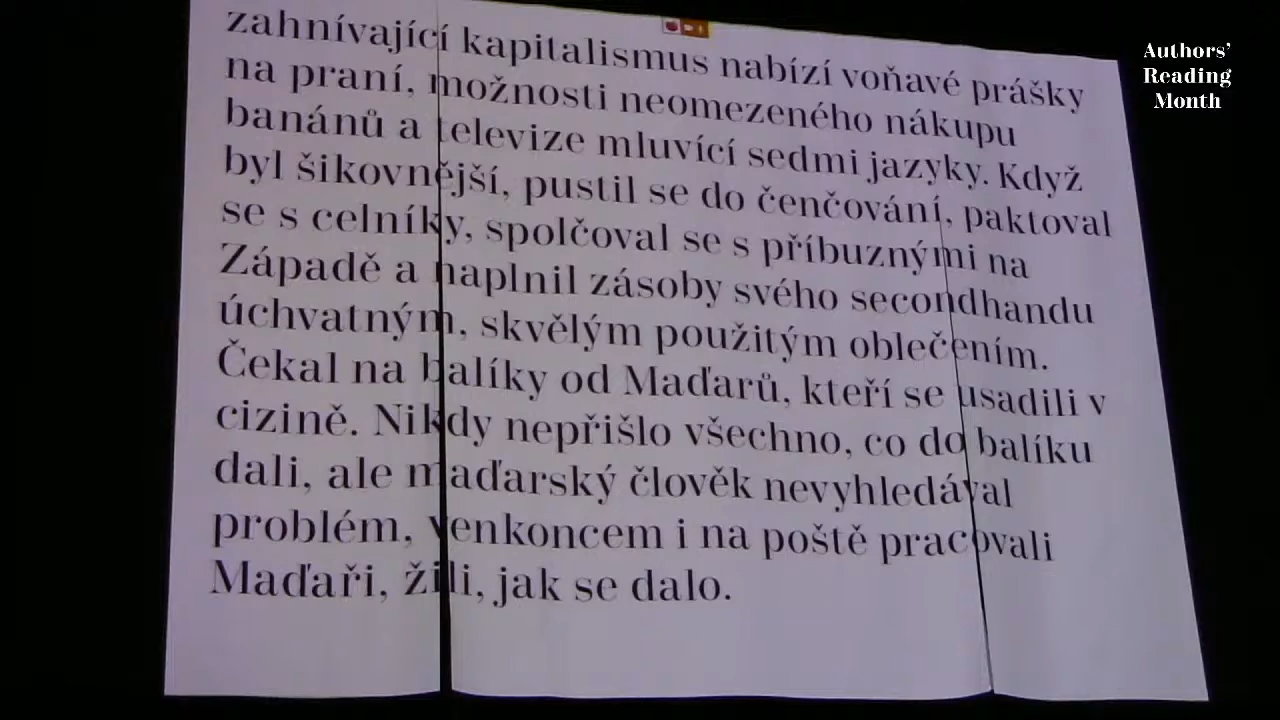 zahnívající kapitalismus nabízí voňavé prášky
na praní, možnosti neomezeného nákupu
banánů a televize mluvící sedmi jazyky. Když
byl šikovnější, pustil se do čenčování, paktoval
se s celníky, spolčoval se s příbuznými na
Západě a naplnil zásoby svého secondhandu
úchvatným, skvělým použitým oblečením.
Čekal na balíky od Maďarů, kteří se usadili v
cizině. Nikdy nepřišlo všechno, co do balíku
dali, ale maďarský člověk nevyhledával
problém, venkoncem i na poště pracovali
Maďaři, žili, jak se dalo.
Authors’
Reading
Month